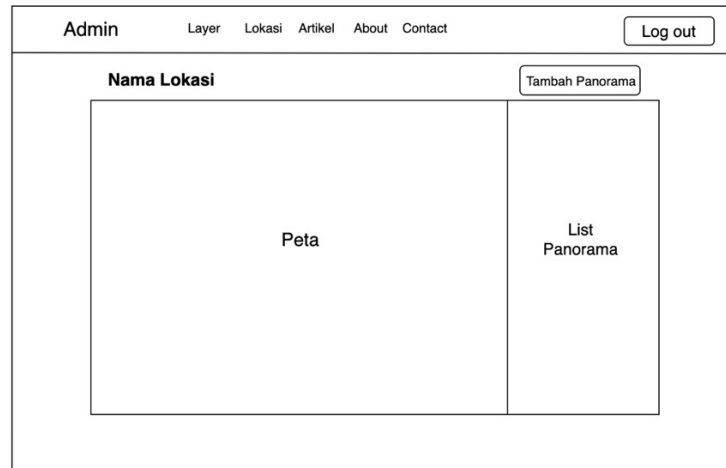 Admin
Layer Lokasi Artikel About Contact
Log out
Nama Lokasi
Tambah Panorama
Peta
List
Panorama